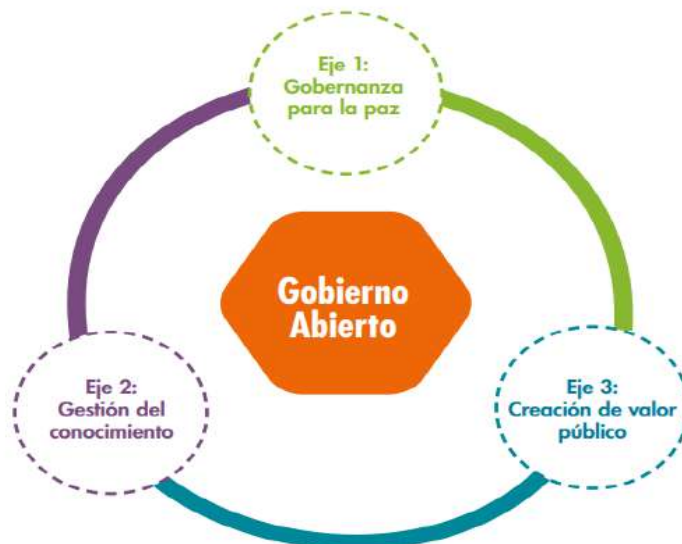 Eje 1:
Gobernanza
para la paz
Gobierno
Abierto
Eje 2:
Gestión del
conocimiento
Eje 3:
Creación de valor
público